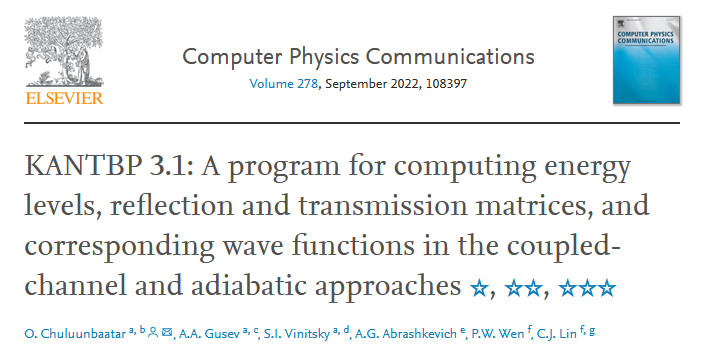 Computer Physics Communications
Volume 278, September 2022, 108397
ELSEVIER
COMPUTER PHYSICS
COMMUNICATIONS
KANTBP 3.1: A program for computing energy
levels, reflection and transmission matrices, and
corresponding wave functions in the coupled-
channel and adiabatic approaches ☆, ☆☆, ☆☆☆
O. Chuluunbaatar a, b, A.A. Gusev a, c, S.I. Vinitsky a, d, A.G. Abrashkevich e, P.W. Wen f, C.J. Lin f, g